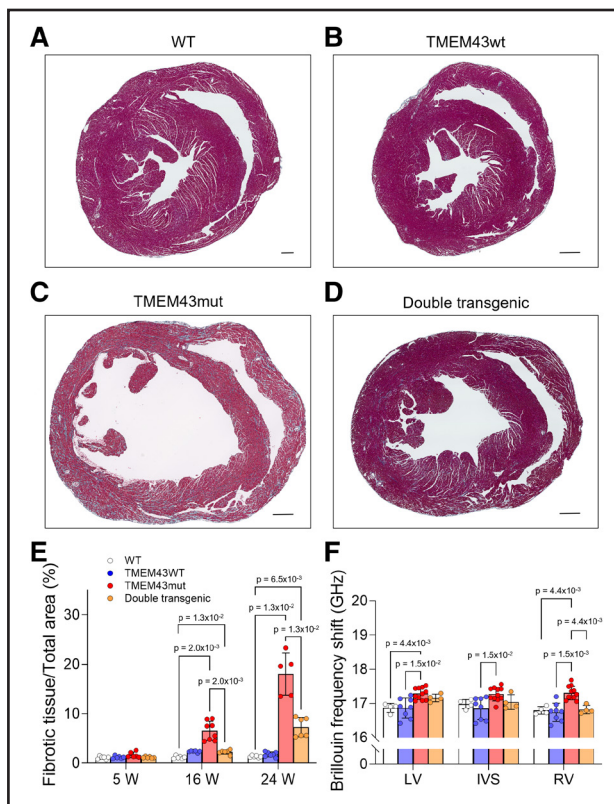 A
WT
B
TMEM43wt
C
TMEM43mut
D
Double transgenic
E
WT
TMEM43WT
TMEM43mut
Double transgenic
Fibrotic tissue/Total area (%)
30
20
10
0
p = 6.5x10-3
p = 1.3x10-2
p = 1.3x10-2
p = 1.3x10-2
p = 2.0x10-3
p = 2.0x10-3
5 W
16 W
24 W
F
Brillouin frequency shift (GHz)
19
18
17
16
0
p = 4.4x10-3
p = 1.5x10-2
p = 1.5x10-2
p = 4.4x10-3
p = 4.4x10-3
p = 1.5x10-3
LV
IVS
RV